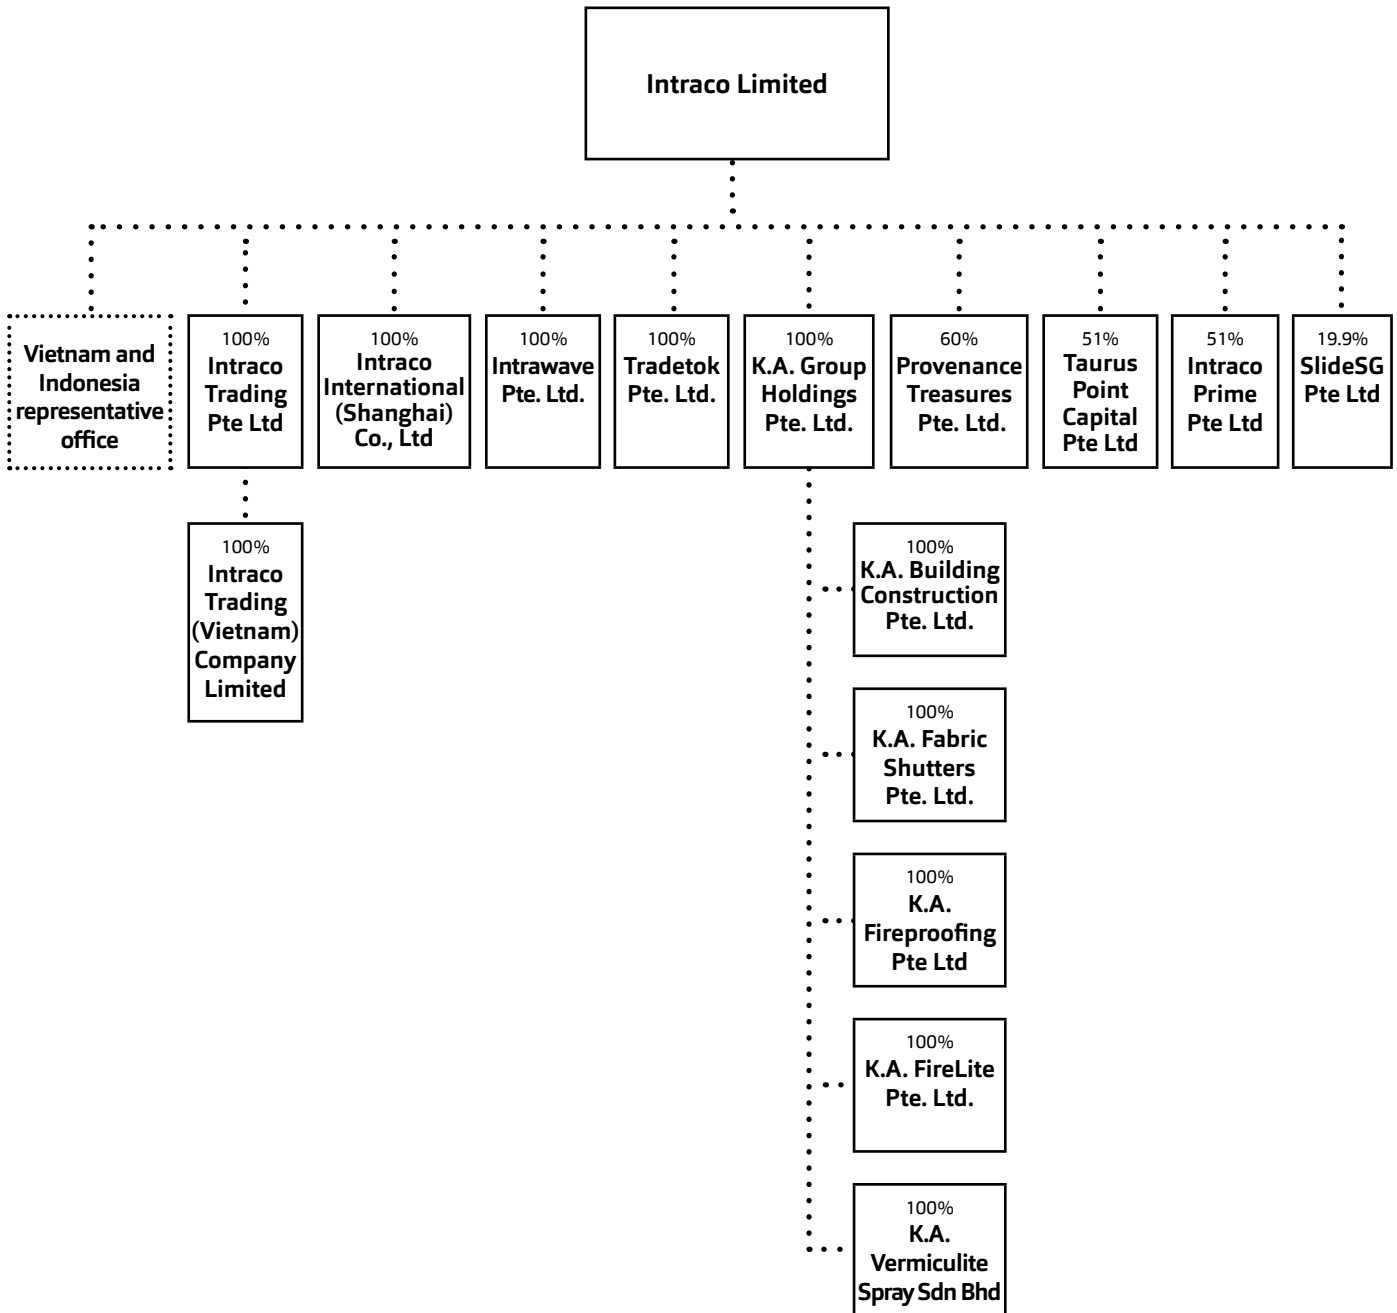 Intraco Limited
Vietnam and
Indonesia
representative
office
100%
Intraco
Trading
Pte Ltd
100%
Intraco
International
(Shanghai)
Co., Ltd
100%
Intrawave
Pte. Ltd.
100%
Tradetok
Pte. Ltd.
100%
K.A. Group
Holdings
Pte. Ltd.
60%
Provenance
Treasures
Pte. Ltd.
51%
Taurus
Point
Capital
Pte Ltd
51%
Intraco
Prime
Pte Ltd
19.9%
SlideSG
Pte Ltd
100%
Intraco
Trading
(Vietnam)
Company
Limited
100%
K.A. Building
Construction
Pte. Ltd.
100%
K.A. Fabric
Shutters
Pte. Ltd.
100%
K.A.
Fireproofing
Pte Ltd
100%
K.A. FireLite
Pte. Ltd.
100%
K.A.
Vermiculite
Spray Sdn Bhd